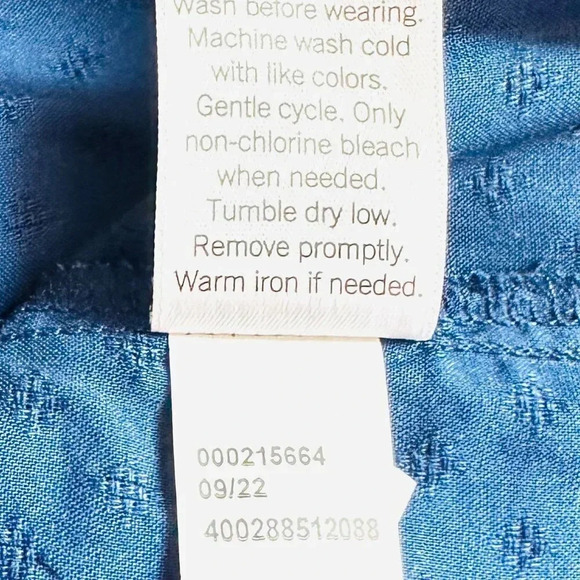 Wash before wearing.
Machine wash cold
with like colors.
Gentle cycle. Only
non-chlorine bleach
when needed.
Tumble dry low.
Remove promptly.
Warm iron if needed.
000215664
09/22
400288512088